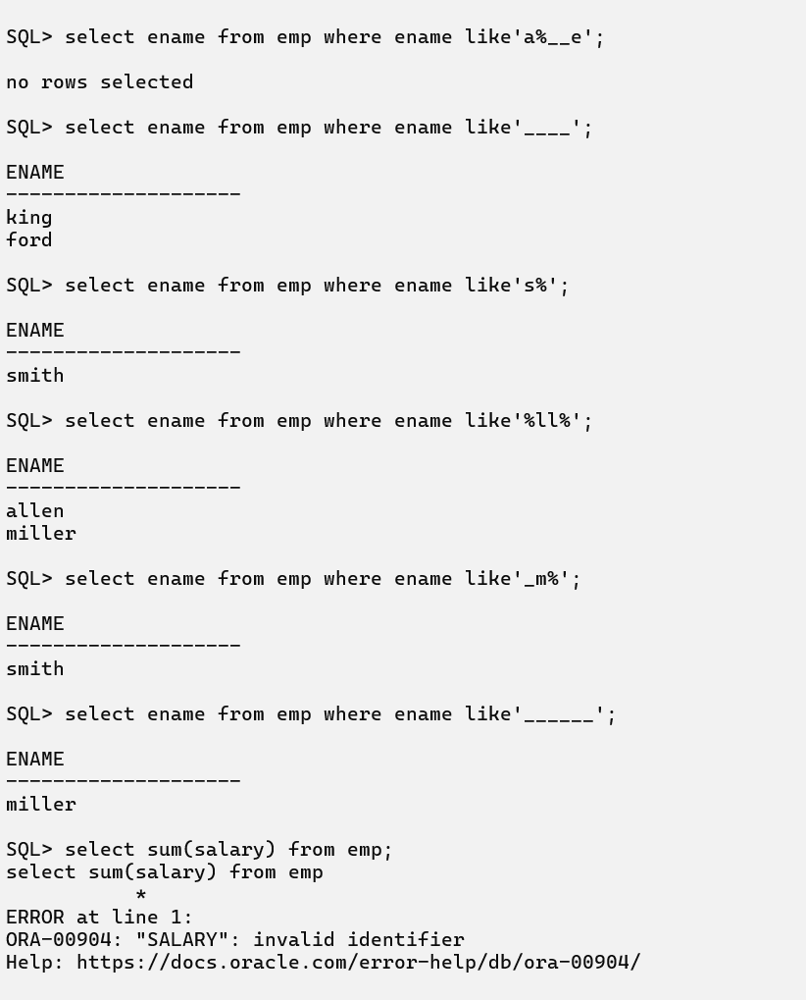 SQL> select ename from emp where ename like'a%__e';
no rows selected
SQL> select ename from emp where ename like'____';
ENAME
--------------------
king
ford
SQL> select ename from emp where ename like's%';
ENAME
--------------------
smith
SQL> select ename from emp where ename like'%ll%';
ENAME
--------------------
allen
miller
SQL> select ename from emp where ename like'_m%';
ENAME
--------------------
smith
SQL> select ename from emp where ename like'______';
ENAME
--------------------
miller
SQL> select sum(salary) from emp;
select sum(salary) from emp
           *
ERROR at line 1:
ORA-00904: "SALARY": invalid identifier
Help: https://docs.oracle.com/error-help/db/ora-00904/